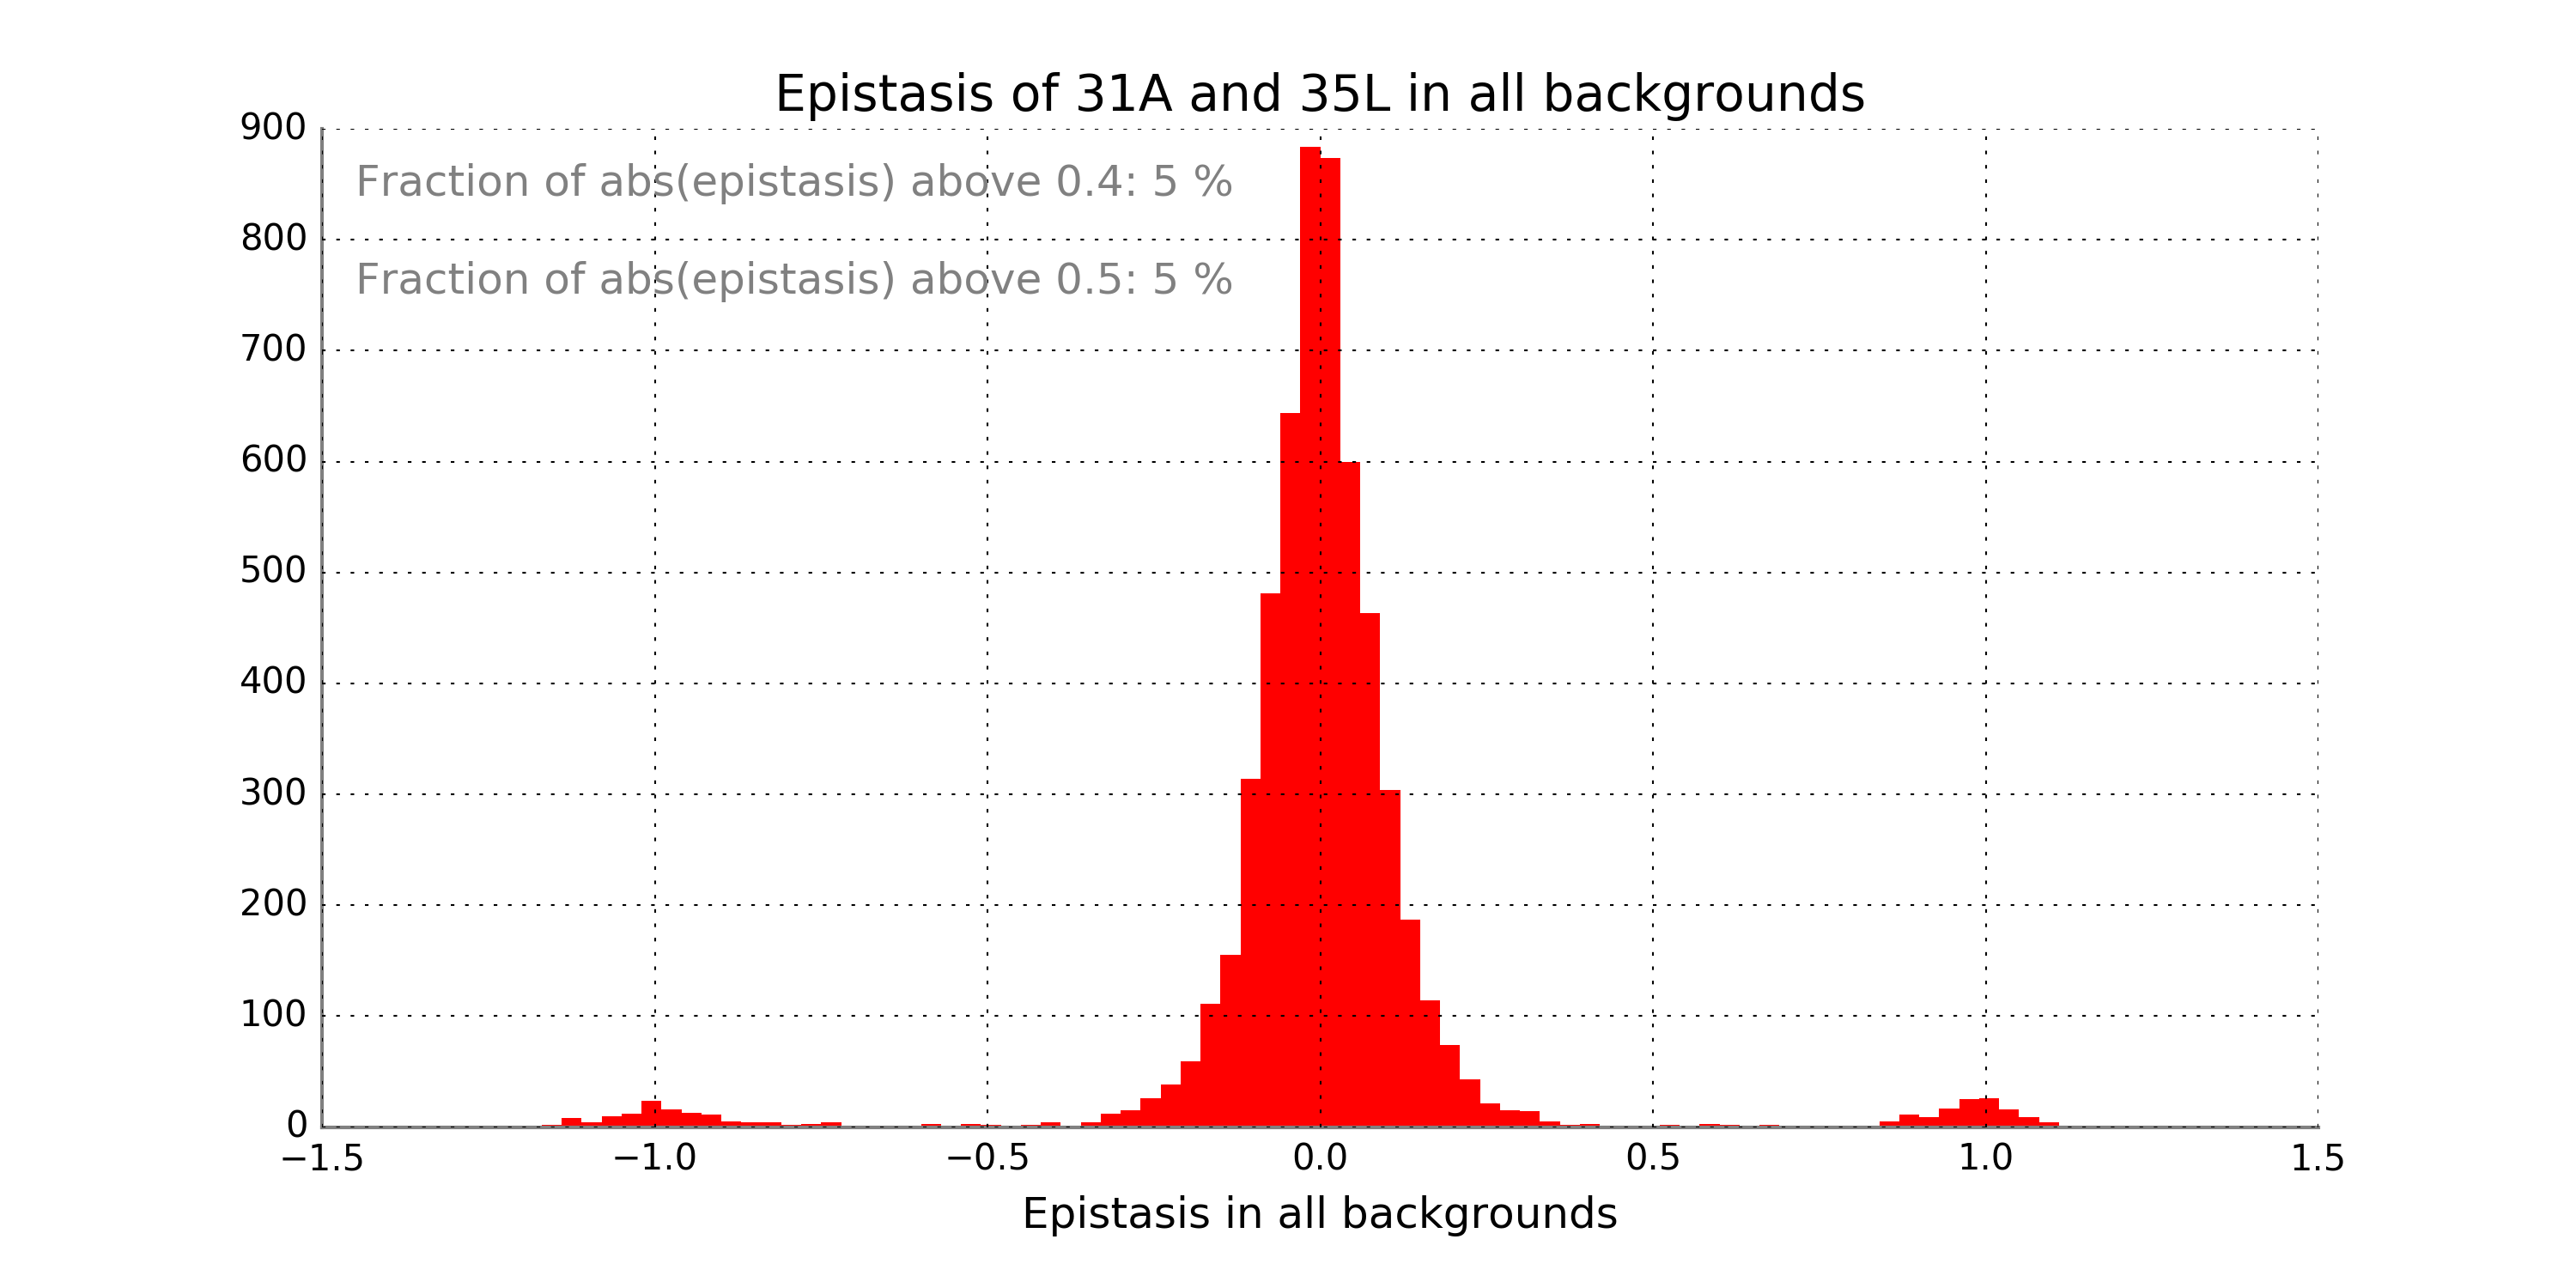 Epistasis of 31A and 35L in all backgrounds
900
Fraction of abs(epistasis) above 0.4: 5 %
800
Fraction of abs(epistasis) above 0.5: 5 %
700
600
500
400
300
200
100
0
−1.5 −1.0 −0.5 0.0 0.5 1.0 1.5
Epistasis in all backgrounds